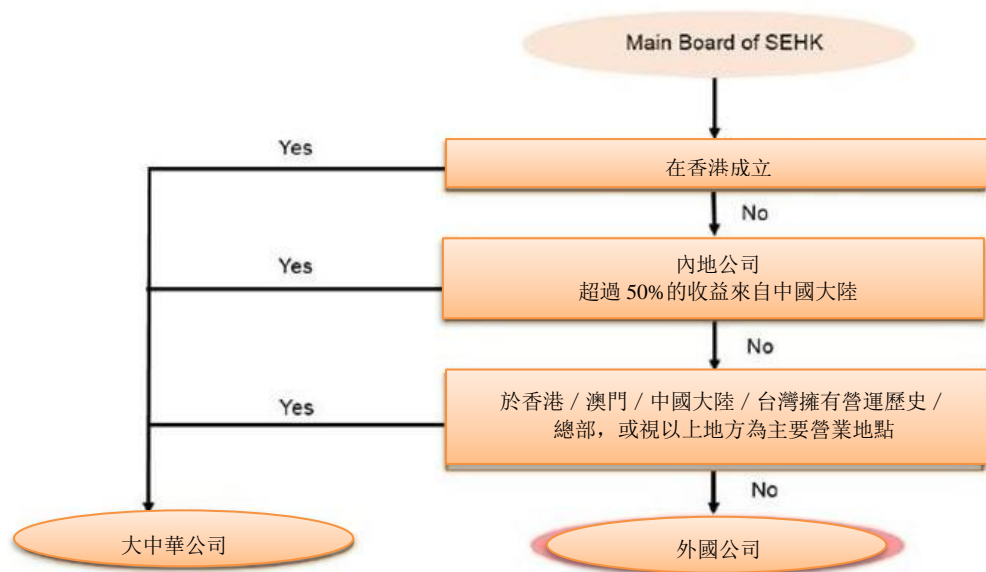 Main Board of SEHK
Yes
在香港成立
No
Yes
內地公司
超過 50%的收益來自中國大陸
No
Yes
於香港 / 澳門 / 中國大陸 / 台灣擁有營運歷史 /
總部，或視以上地方為主要營業地點
No
大中華公司
外國公司